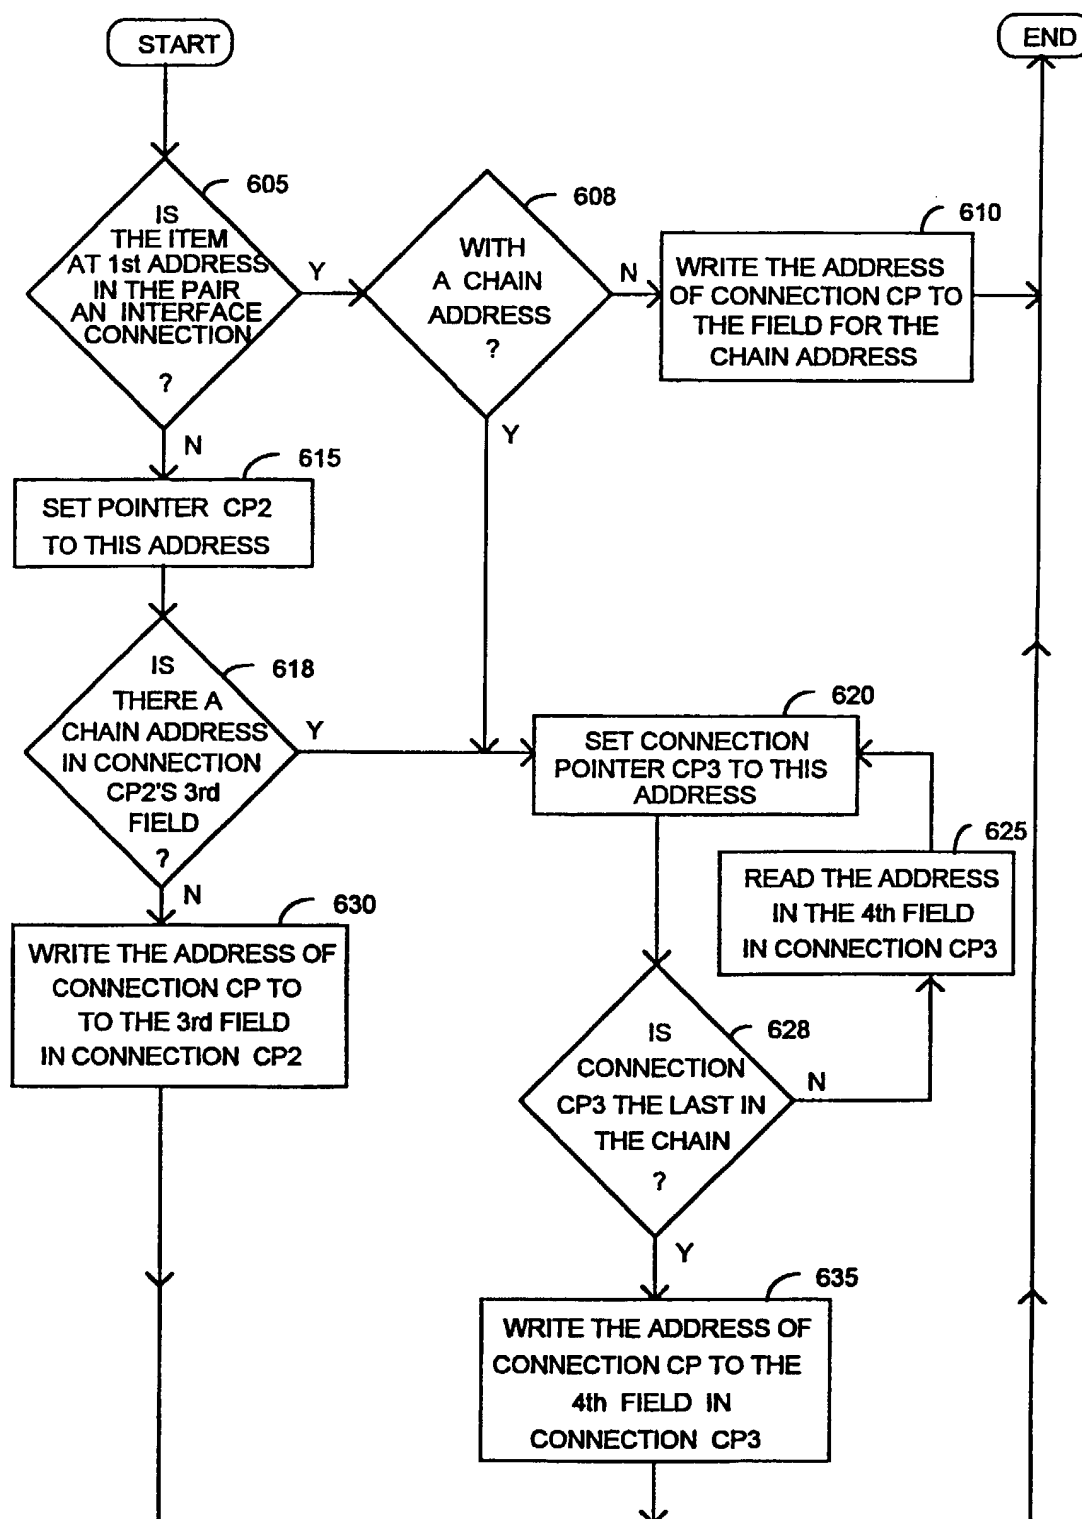 START
END
605
IS
THE ITEM
AT 1st ADDRESS
IN THE PAIR
AN INTERFACE
CONNECTION
?
Y
608
WITH
A CHAIN
ADDRESS
?
N
610
WRITE THE ADDRESS
OF CONNECTION CP TO
THE FIELD FOR THE
CHAIN ADDRESS
N
Y
615
SET POINTER CP2
TO THIS ADDRESS
618
IS
THERE A
CHAIN ADDRESS
IN CONNECTION
CP2'S 3rd
FIELD
?
Y
620
SET CONNECTION
POINTER CP3 TO THIS
ADDRESS
625
READ THE ADDRESS
IN THE 4th FIELD
IN CONNECTION CP3
N
630
WRITE THE ADDRESS OF
CONNECTION CP TO
TO THE 3rd FIELD
IN CONNECTION CP2
628
IS
CONNECTION
CP3 THE LAST IN
THE CHAIN
?
N
Y
635
WRITE THE ADDRESS OF
CONNECTION CP TO THE
4th FIELD IN
CONNECTION CP3